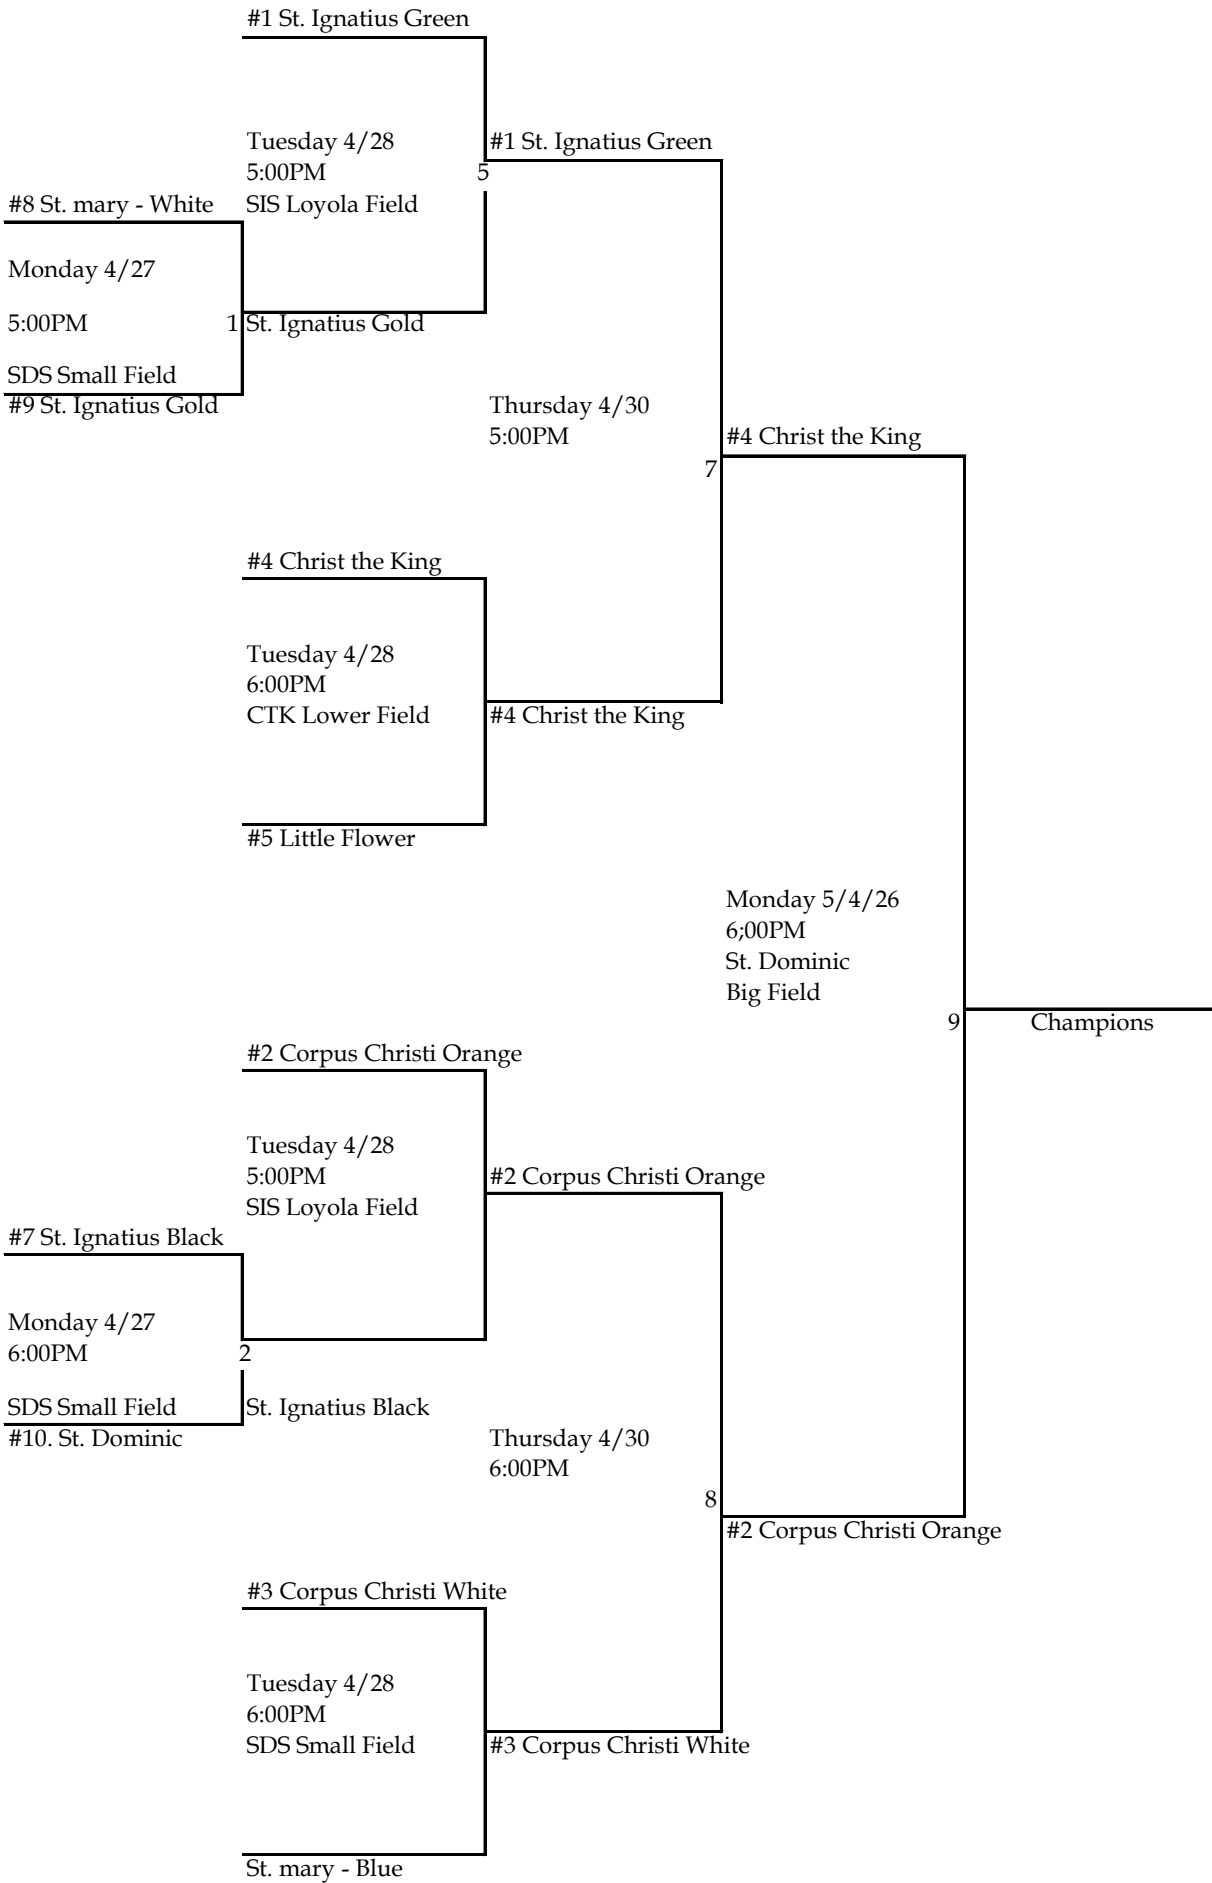 #1 St. Ignatius Green
Tuesday 4/28
5:00PM
SIS Loyola Field
#1 St. Ignatius Green
5
#8 St. mary - White
Monday 4/27
5:00PM
1
St. Ignatius Gold
SDS Small Field
#9 St. Ignatius Gold
Thursday 4/30
5:00PM
#4 Christ the King
7
#4 Christ the King
Tuesday 4/28
6:00PM
CTK Lower Field
#4 Christ the King
#5 Little Flower
Monday 5/4/26
6;00PM
St. Dominic
Big Field
9
Champions
#2 Corpus Christi Orange
Tuesday 4/28
5:00PM
SIS Loyola Field
#2 Corpus Christi Orange
#7 St. Ignatius Black
Monday 4/27
6:00PM
2
SDS Small Field
St. Ignatius Black
#10. St. Dominic
Thursday 4/30
6:00PM
8
#2 Corpus Christi Orange
#3 Corpus Christi White
Tuesday 4/28
6:00PM
SDS Small Field
#3 Corpus Christi White
St. mary - Blue